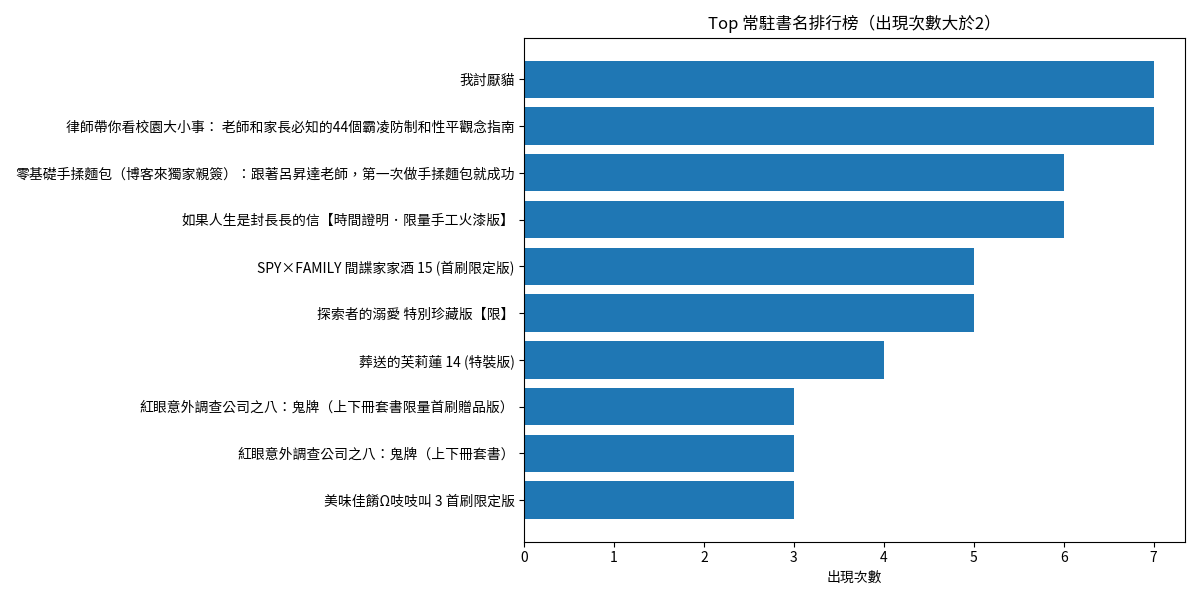 Top 常駐書名排行榜（出現次數大於2）
我討厭貓
律師帶你看校園大小事： 老師和家長必知的44個霸凌防制和性平觀念指南
零基礎手揉麵包（博客來獨家親簽）：跟著呂昇達老師，第一次做手揉麵包就成功
如果人生是封長長的信【時間證明．限量手工火漆版】
SPY×FAMILY 間諜家家酒 15 (首刷限定版)
探索者的溺愛 特別珍藏版【限】
葬送的芙莉蓮 14 (特裝版)
紅眼意外調查公司之八：鬼牌（上下冊套書限量首刷贈品版）
紅眼意外調查公司之八：鬼牌（上下冊套書）
美味佳餚Ω吱吱叫 3 首刷限定版
0 1 2 3 4 5 6 7
出現次數